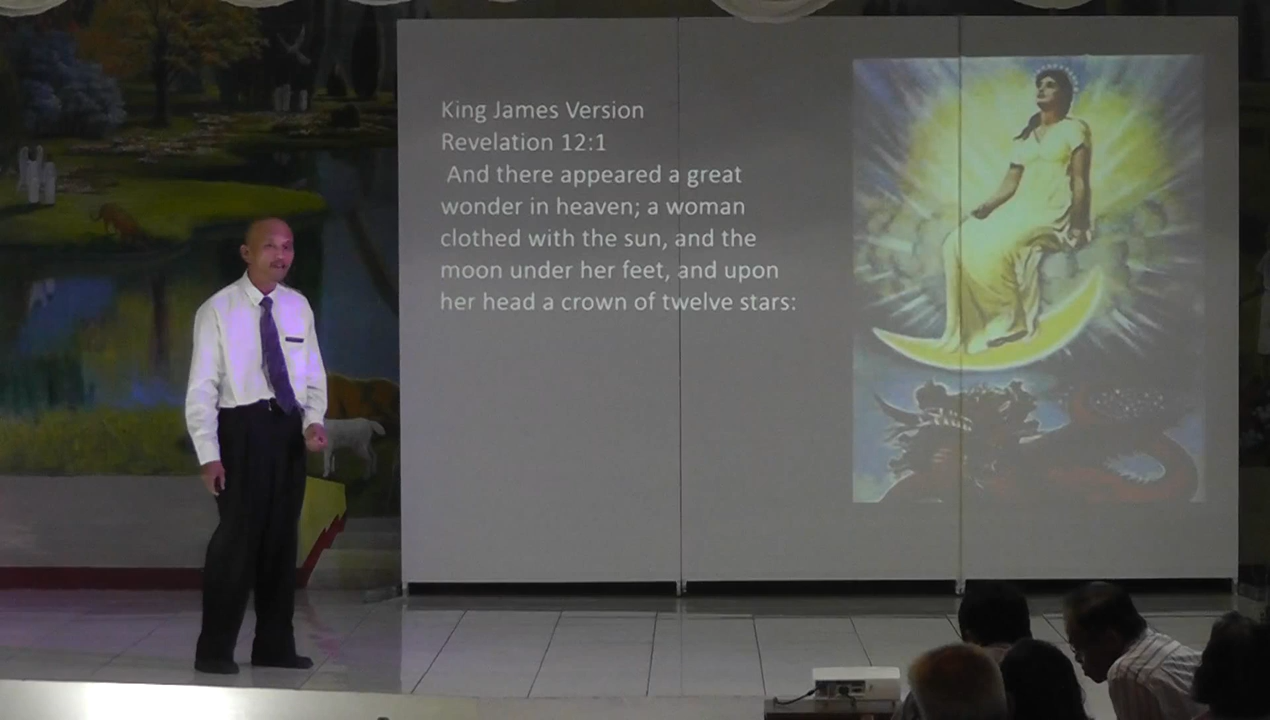 King James Version
Revelation 12:1
And there appeared a great
wonder in heaven; a woman
clothed with the sun, and the
moon under her feet, and upon
her head a crown of twelve stars: